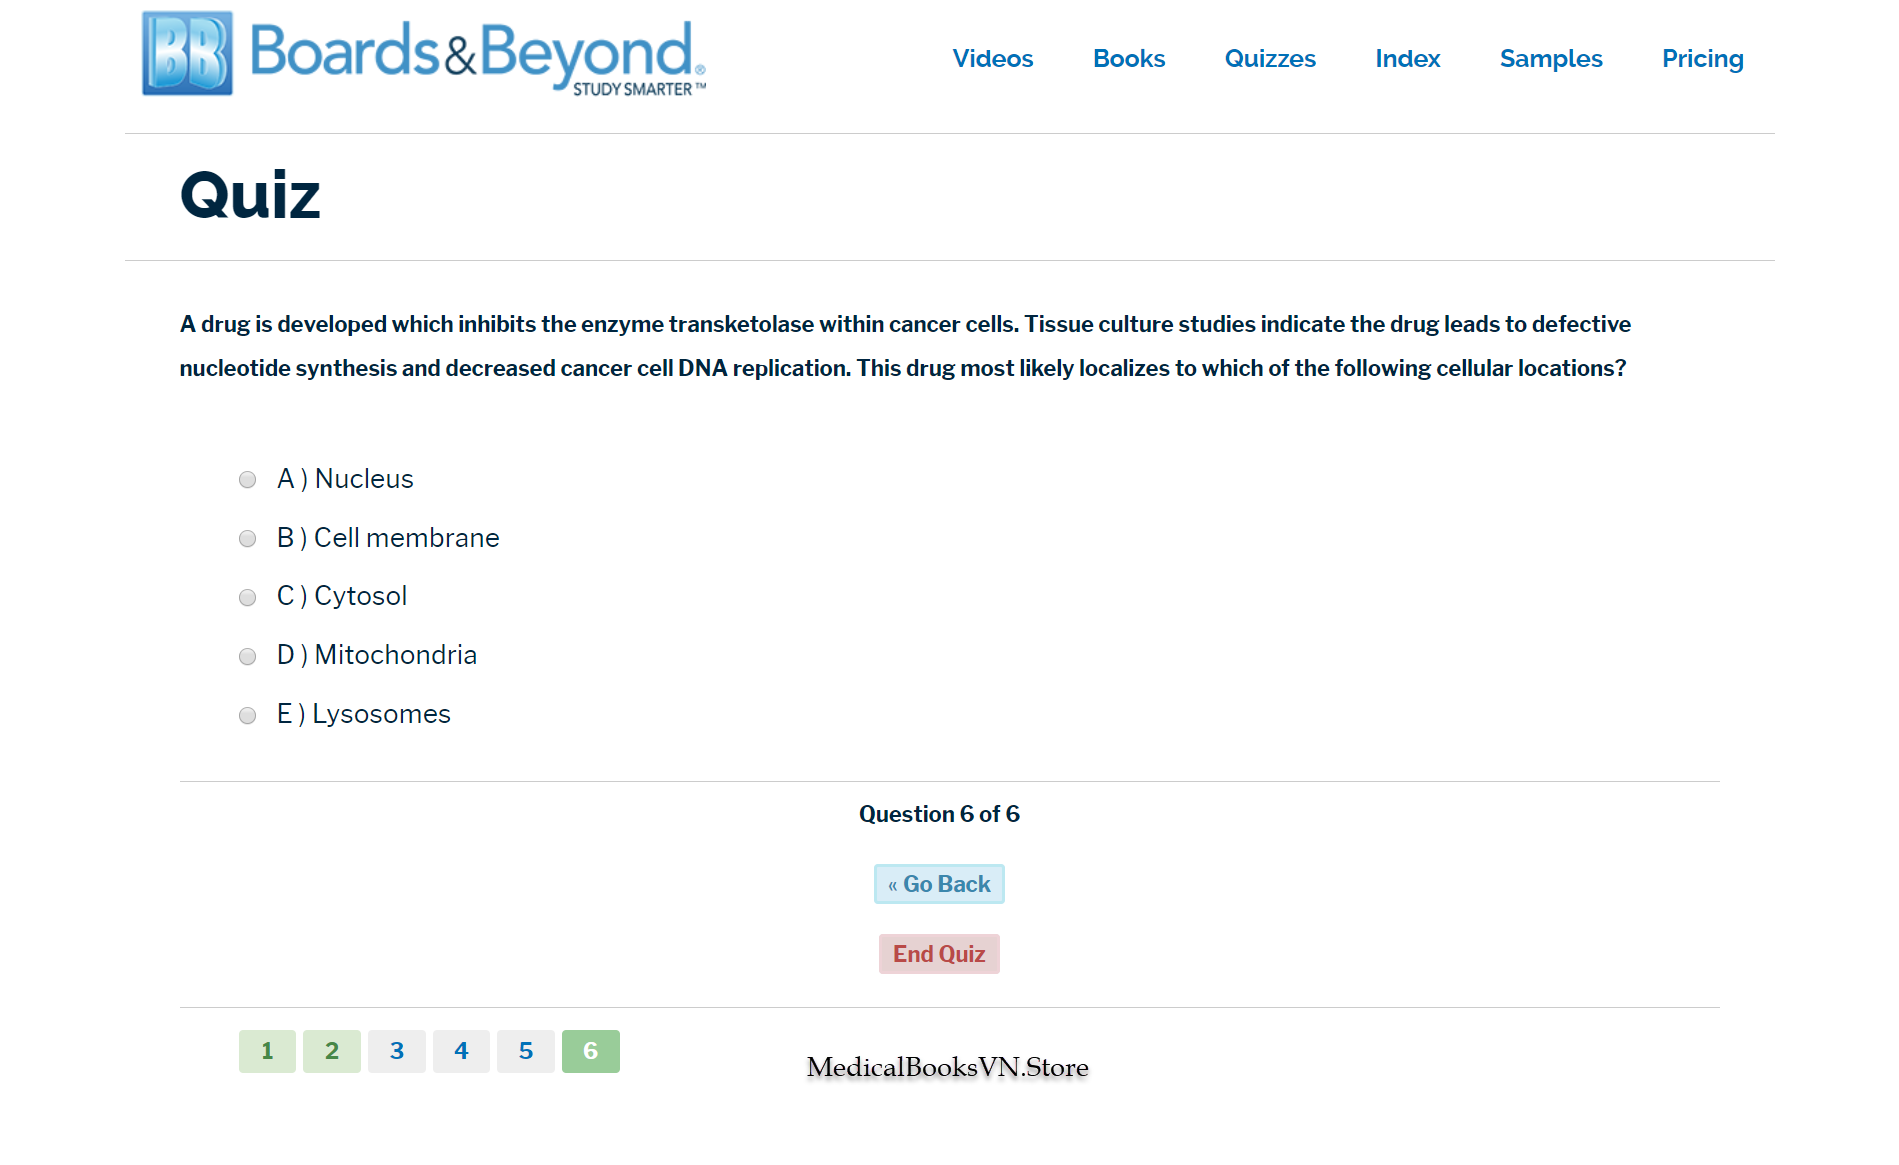 BB Boards&Beyond®
STUDY SMARTER™
Videos Books Quizzes Index Samples Pricing
Quiz
A drug is developed which inhibits the enzyme transketolase within cancer cells. Tissue culture studies indicate the drug leads to defective
nucleotide synthesis and decreased cancer cell DNA replication. This drug most likely localizes to which of the following cellular locations?
A ) Nucleus
B ) Cell membrane
C ) Cytosol
D ) Mitochondria
E ) Lysosomes
Question 6 of 6
« Go Back
End Quiz
1 2 3 4 5 6
MedicalBooksVN.Store